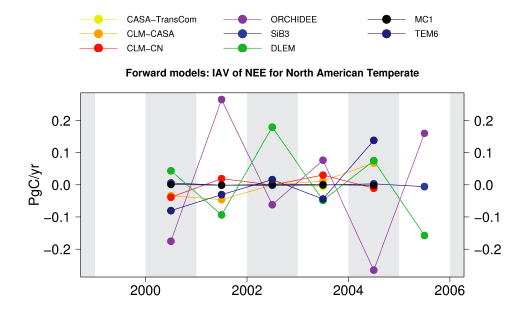 CASA-TransCom ORCHIDEE MC1
CLM-CASA SiB3 TEM6
CLM-CN DLEM
Forward models: IAV of NEE for North American Temperate
PgC/yr
0.2 0.2
0.1 0.1
0.0 0.0
−0.1 −0.1
−0.2 −0.2
2000 2002 2004 2006